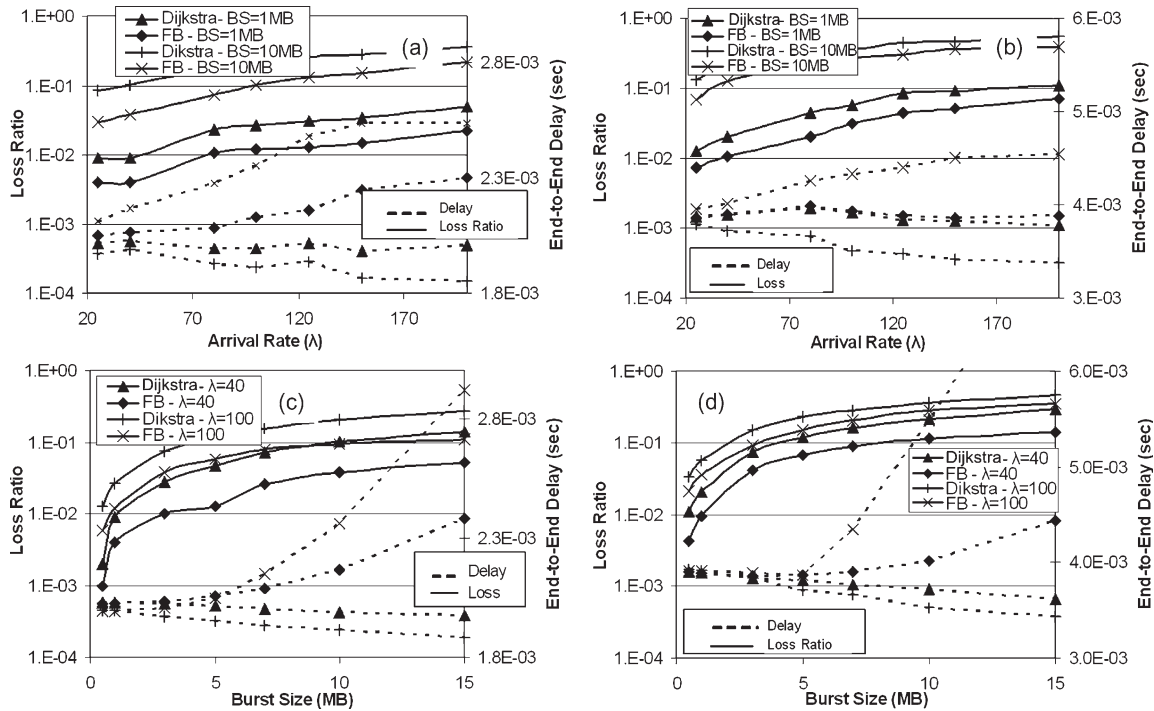 Dijkstra- BS=1MB
FB - BS=1MB
Dikstra - BS=10MB
FB - BS=10MB
(a)
1.E+00
1.E-01
1.E-02
1.E-03
1.E-04
Loss Ratio
2.8E-03
2.3E-03
1.8E-03
End-to-End Delay (sec)
Delay
Loss Ratio
20 70 120 170
Arrival Rate (λ)
Dijkstra- BS=1MB
FB - BS=1MB
Dikstra - BS=10MB
FB - BS=10MB
(b)
1.E+00
1.E-01
1.E-02
1.E-03
1.E-04
Loss Ratio
6.0E-03
5.0E-03
4.0E-03
3.0E-03
End-to-End Delay (sec)
Delay
Loss
20 70 120 170
Arrival Rate (λ)
Dijkstra- λ=40
FB - λ=40
Dikstra - λ=100
FB - λ=100
(c)
1.E+00
1.E-01
1.E-02
1.E-03
1.E-04
Loss Ratio
2.8E-03
2.3E-03
1.8E-03
End-to-End Delay (sec)
Delay
Loss
0 5 10 15
Burst Size (MB)
(d)
1.E+00
1.E-01
1.E-02
1.E-03
1.E-04
Loss Ratio
6.0E-03
5.0E-03
4.0E-03
3.0E-03
End-to-End Delay (sec)
Dijkstra- λ=40
FB - λ=40
Dikstra - λ=100
FB - λ=100
Delay
Loss Ratio
0 5 10 15
Burst Size (MB)